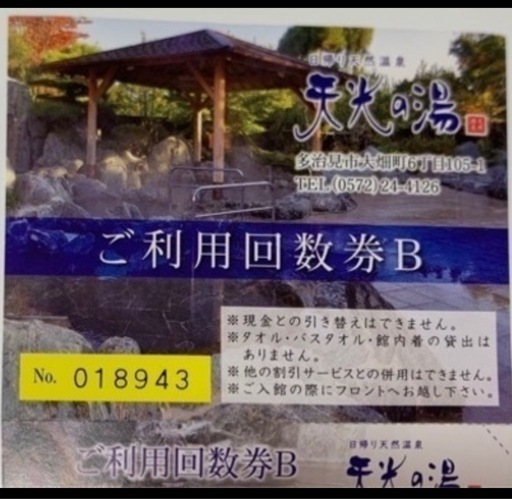 日帰り天然温泉
天光の湯
多治見市大畑町6丁目105-1
TEL (0572) 24-4126
ご利用回数券B
※現金との引き替えはできません。
※タオル・バスタオル・館内着の貸出は
ありません。
※他の割引サービスとの併用はできません。
※ご入館の際にフロントへお越し下さい。
No. 018943
日帰り天然温泉
ご利用回数券B
天光の湯